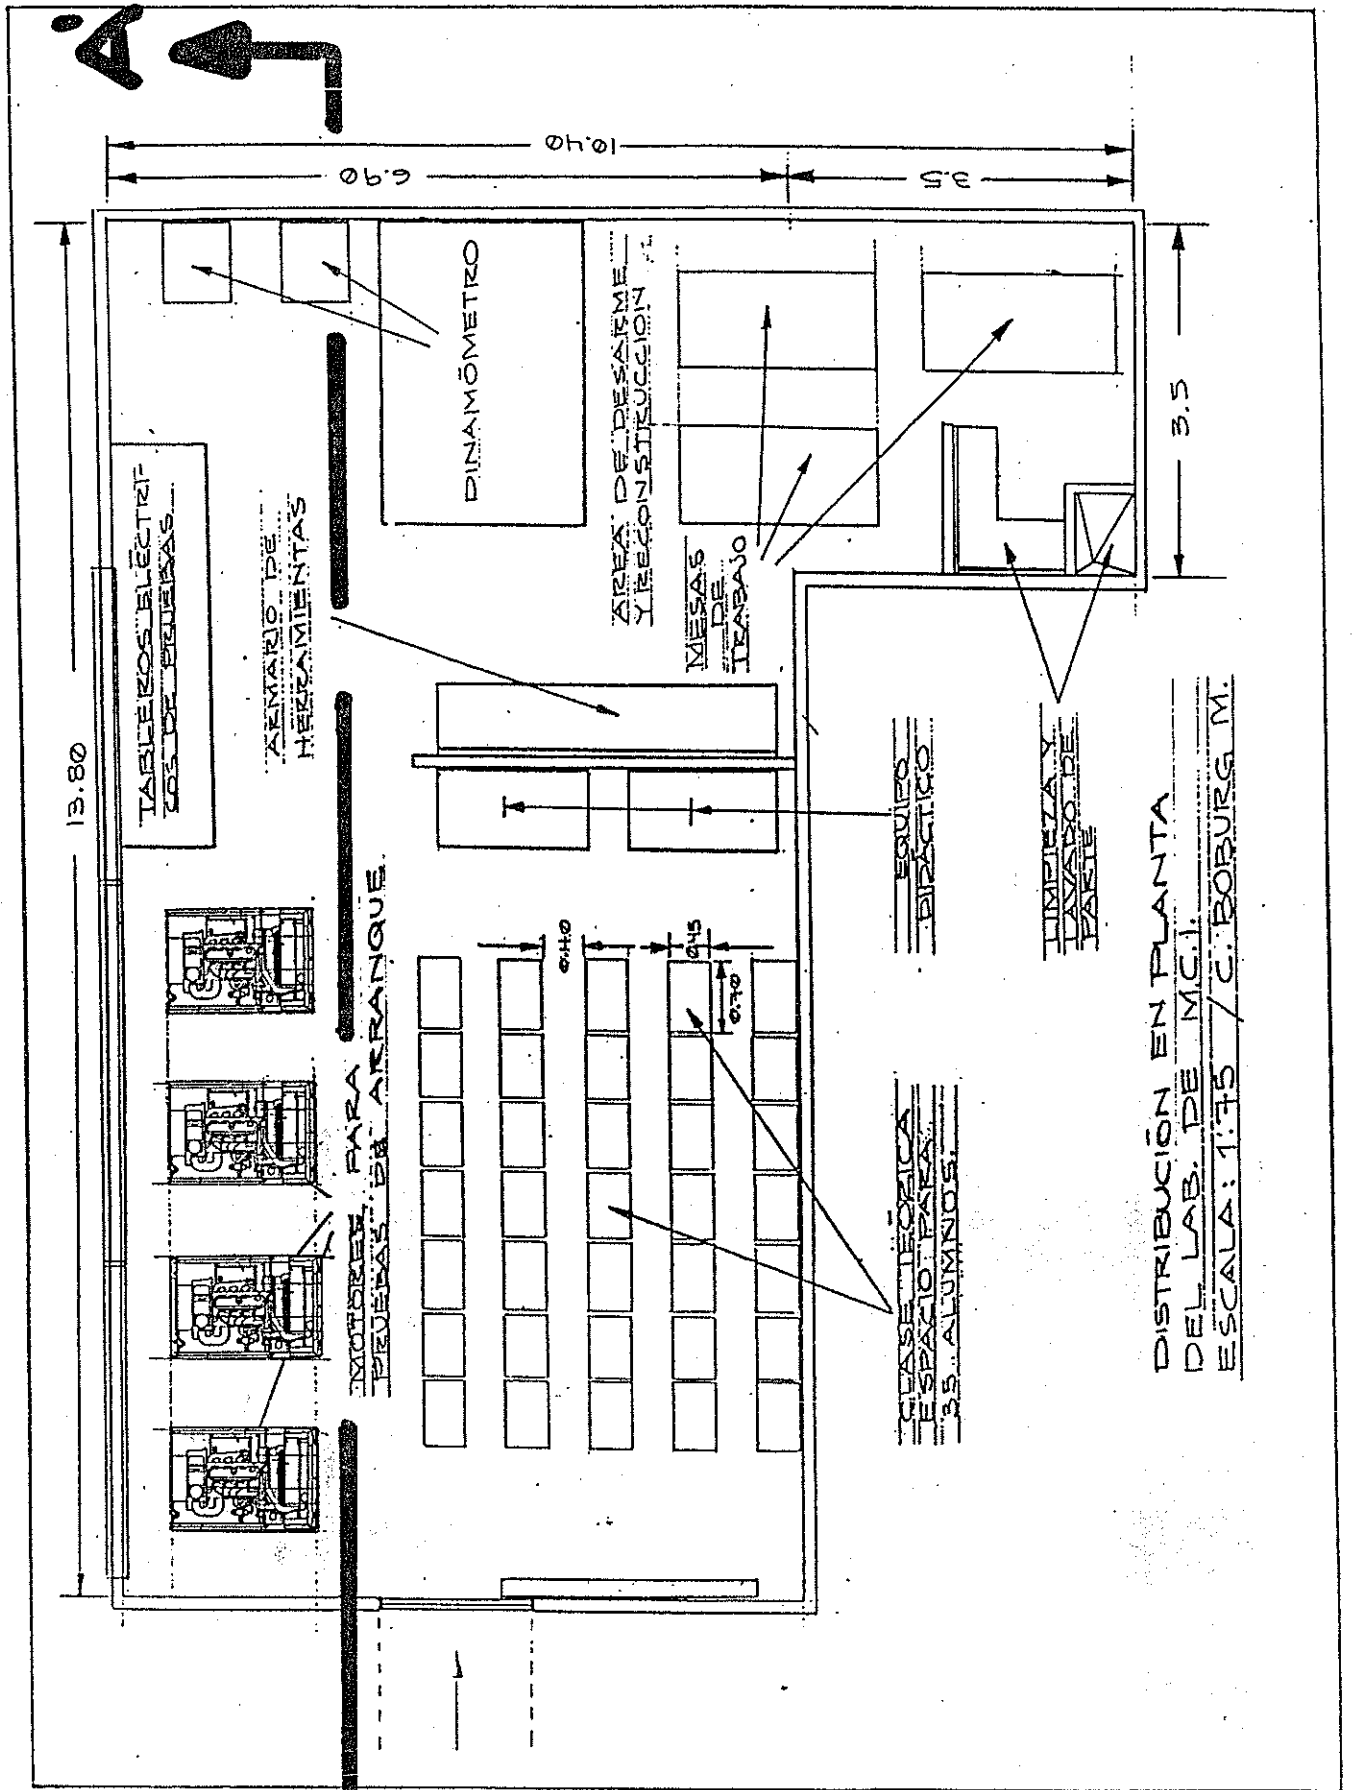 A'
10.40
6.90
3.5
13.80
TABLEROS ELÉCTRI-
COS DE PRUEBAS
ARMARIO DE
HERRAMIENTAS
DINAMÓMETRO
AREA DE DESARME
Y RECONSTRUCCION
MESAS
DE
TRABAJO
3.5
MOTORES PARA
PRUEBAS DE ARRANQUE
0.40
0.45
0.70
EQUIPO
DIDÁCTICO
LIMPIEZA Y
LAVADO DE
PARTE
CLASE TEORICA
ESPACIO PARA
35 ALUMNOS.
DISTRIBUCIÓN EN PLANTA
DEL LAB. DE M.C.I.
ESCALA: 1:75 / C. BOBURG M.